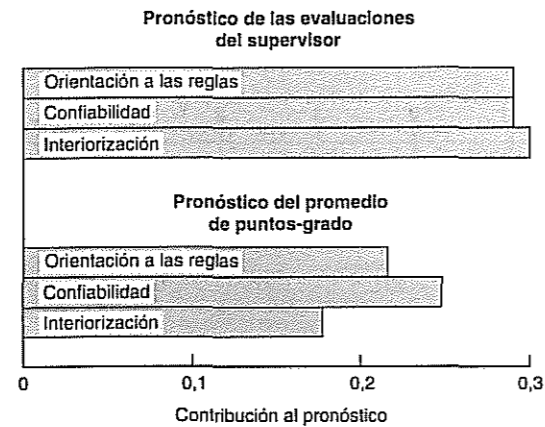 Pronóstico de las evaluaciones
del supervisor
Orientación a las reglas
Confiabilidad
Interiorización
Pronóstico del promedio
de puntos-grado
Orientación a las reglas
Confiabilidad
Interiorización
0 0,1 0,2 0,3
Contribución al pronóstico